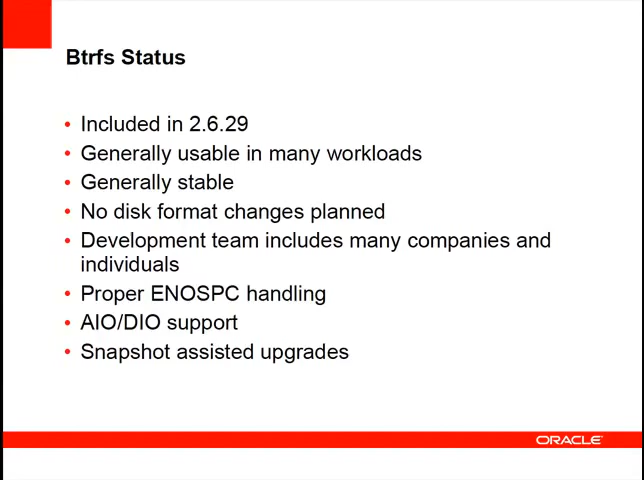 Btrfs Status
• Included in 2.6.29
• Generally usable in many workloads
• Generally stable
• No disk format changes planned
• Development team includes many companies and
individuals
• Proper ENOSPC handling
• AIO/DIO support
• Snapshot assisted upgrades
ORACLE